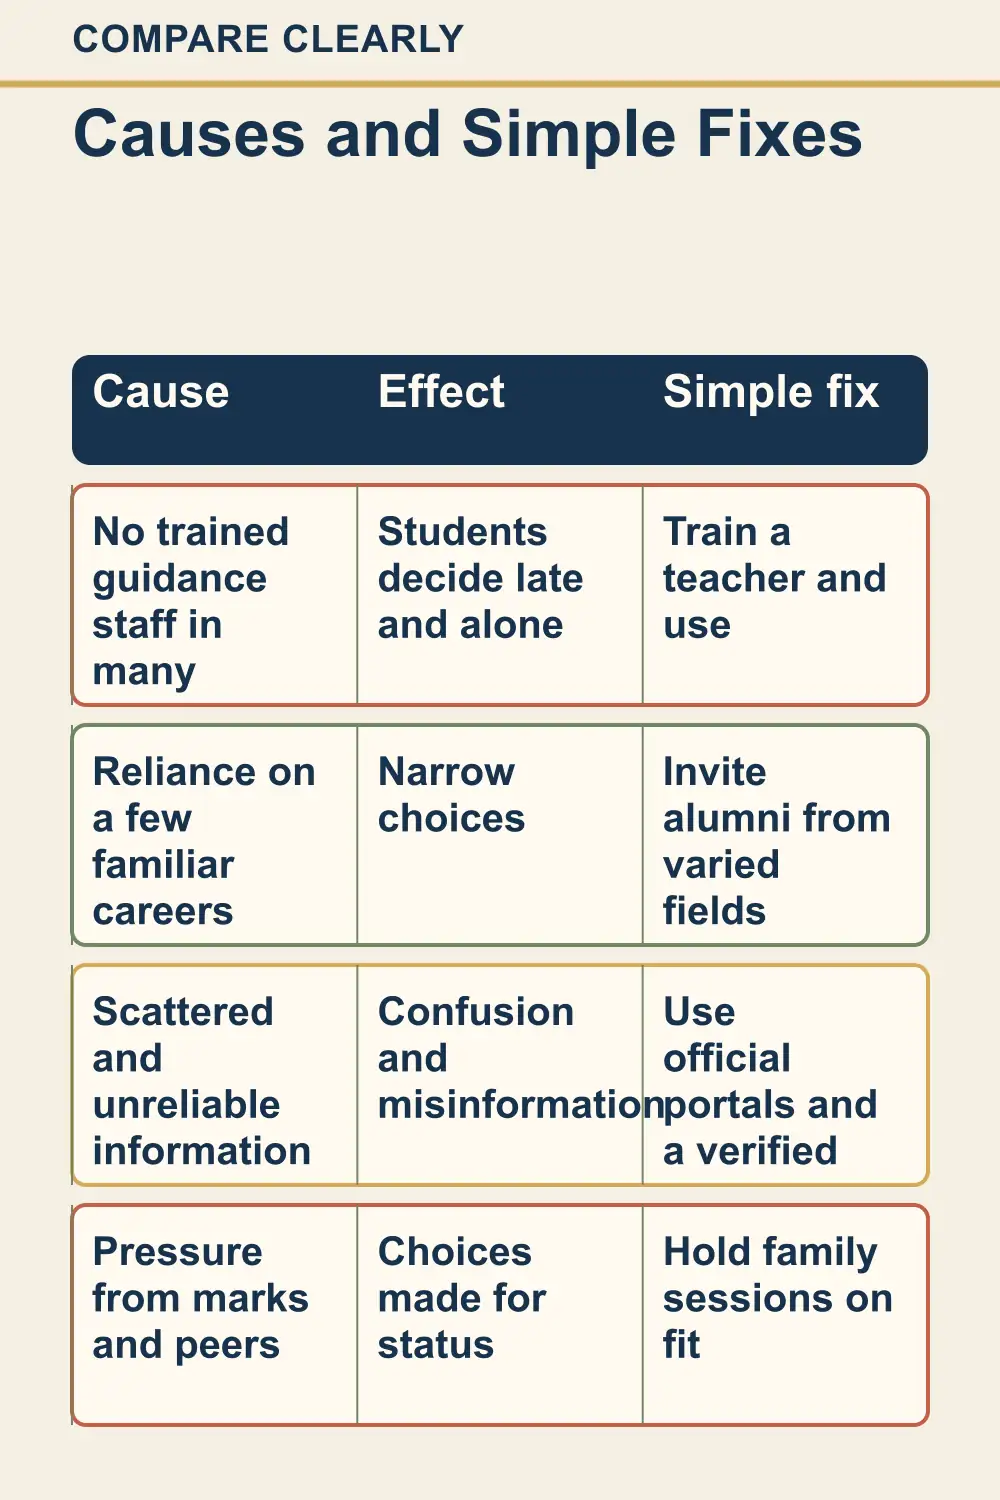 COMPARE CLEARLY
Causes and Simple Fixes
Cause
Effect
Simple fix
No trained
guidance
staff in
many
Students
decide late
and alone
Train a
teacher and
use
Reliance on
a few
familiar
careers
Narrow
choices
Invite
alumni from
varied
fields
Scattered
and
unreliable
information
Confusion
and
misinformation
Use
official
portals and
a verified
Pressure
from marks
and peers
Choices
made for
status
Hold family
sessions on
fit